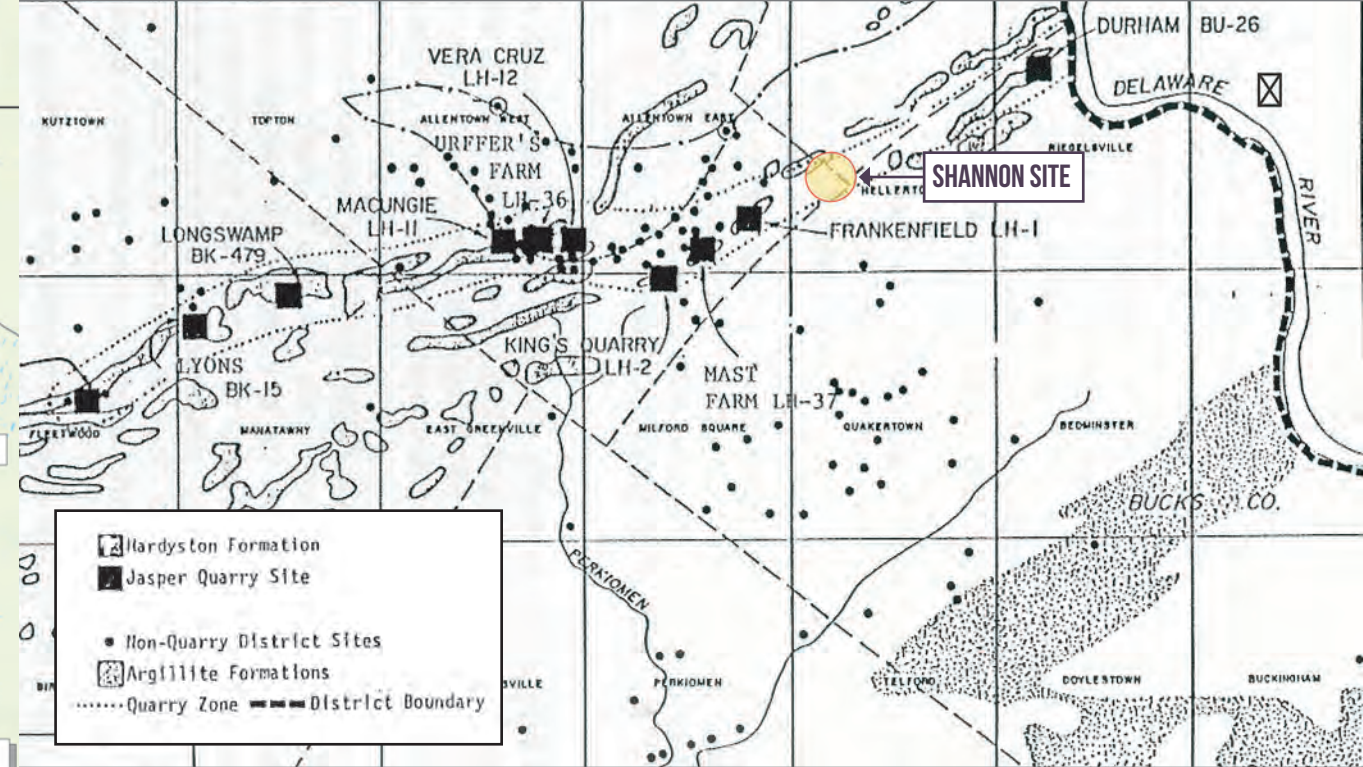 DURHAM BU-26
VERA CRUZ
LH-12
DELAWARE
KUTZTOWN
TOPTON
ALLENTOWN WEST
ALLENTOWN EAST
URFFER'S
FARM
LH-36
RIEGELSVILLE
SHANNON SITE
HELLERTO
RIVER
MACUNGIE
LH-11
FRANKENFIELD LH-1
LONGSWAMP
BK-479
KING'S QUARRY
LH-2
LYONS
BK-15
MAST
FARM LH-37
FLEETWOOD
MANATAWNY
EAST GREENVILLE
MILFORD SQUARE
QUAKERTOWN
BEDMINSTER
BUCKS CO.
Hardyston Formation
Jasper Quarry Site
Non-Quarry District Sites
Argillite Formations
Quarry Zone
District Boundary
PERKIOMEN
SVILLE
PERKIOMEN
TELFORD
DOYLESTOWN
BUCKINGHAM